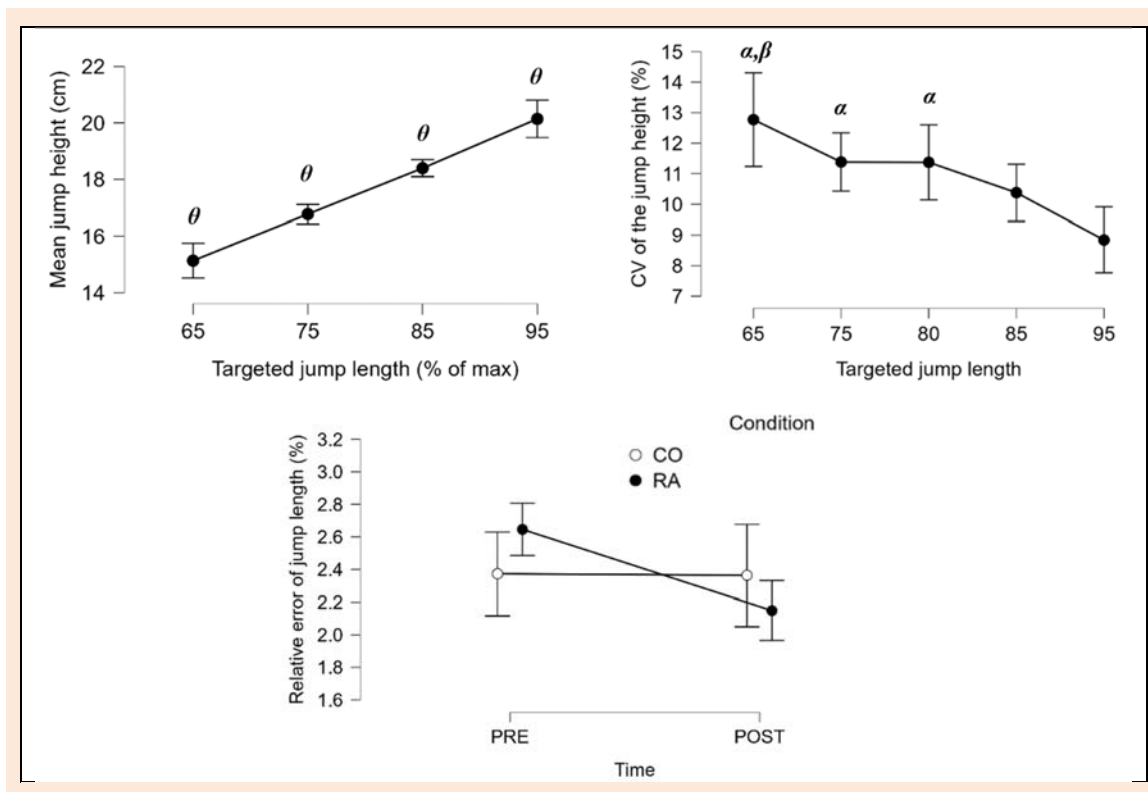 Mean jump height (cm)
22
20
18
16
14
θ
θ
θ
θ
65 75 85 95
Targeted jump length (% of max)
CV of the jump height (%)
15
14
13
12
11
10
9
8
7
α,β
α
α
65 75 80 85 95
Targeted jump length
Relative error of jump length (%)
3.2
3.0
2.8
2.6
2.4
2.2
2.0
1.8
1.6
Condition
CO
RA
PRE POST
Time